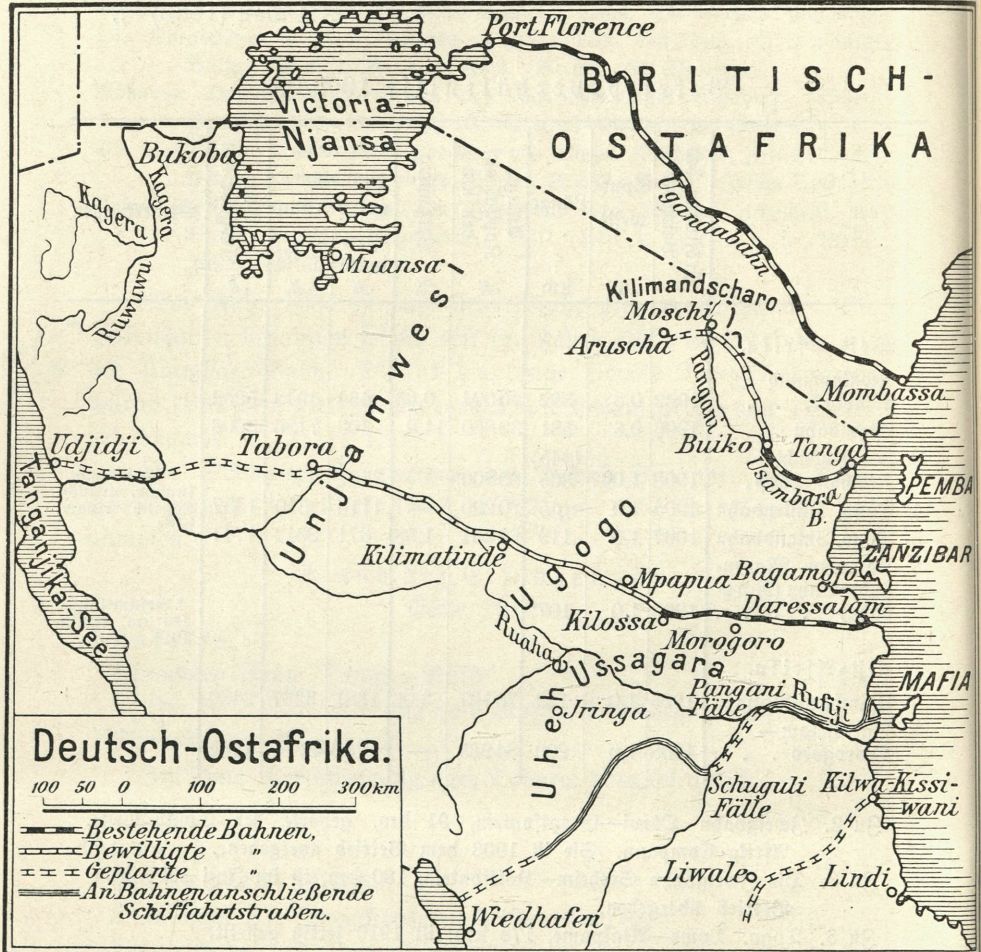 Port Florence
BRITISCH-
OSTAFRIKA
Victoria-
Njansa
Bukoba
Kagera
Kagera
Ugandabahn
Muansa
Ruwuwu
Kilimandscharo
Moschi
Aruscha
Mombassa
Pangani
Buiko
Tanga
Usambara
B.
PEMBA
Udjidji
Tabora
Unjamwesi
Tanganjika-See
Kilimatinde
Ugogo
ZANZIBAR
Mpapua
Bagamojo
Daressalam
Kilossa
Morogoro
Ruaha
Ussagara
MAFIA
Pangani
Fälle
Rufiji
Jringa
Uhehe
Deutsch-Ostafrika.
100 50 0 100 200 300 km
Bestehende Bahnen,
Bewilligte "
Geplante "
An Bahnen anschließende
Schiffahrtstraßen.
Schuguli
Fälle
Kilwa-Kissi-
wani
Liwale
Lindi
Wiedhafen